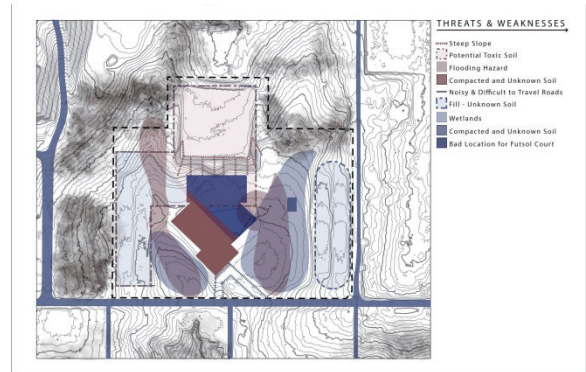 THREATS & WEAKNESSES
Steep Slope
Potential Toxic Soil
Flooding Hazard
Compacted and Unknown Soil
Noisy & Difficult to Travel Roads
Fill - Unknown Soil
Wetlands
Compacted and Unknown Soil
Bad Location for Futsol Court